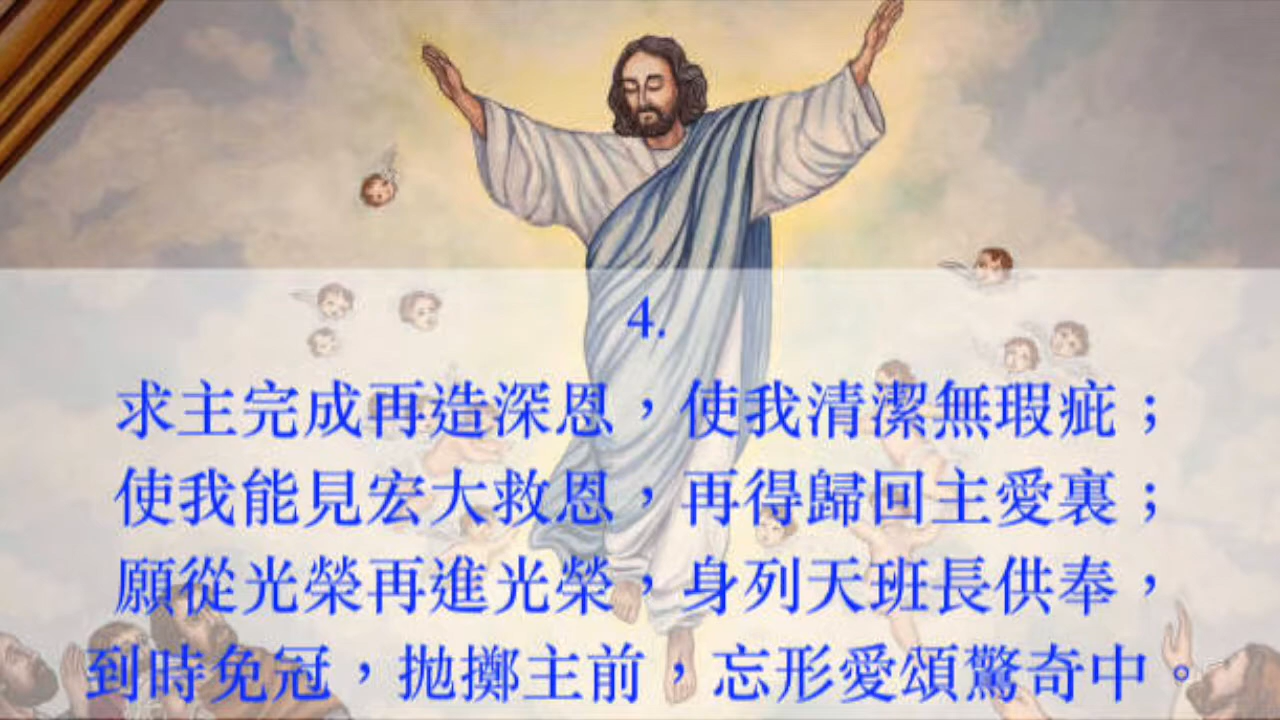 4.
求主完成再造深恩，使我清潔無瑕疵；
使我能見宏大救恩，再得歸回主愛裏；
願從光榮再進光榮，身列天班長供奉，
到時免冠，拋擲主前，忘形愛頌驚奇中。